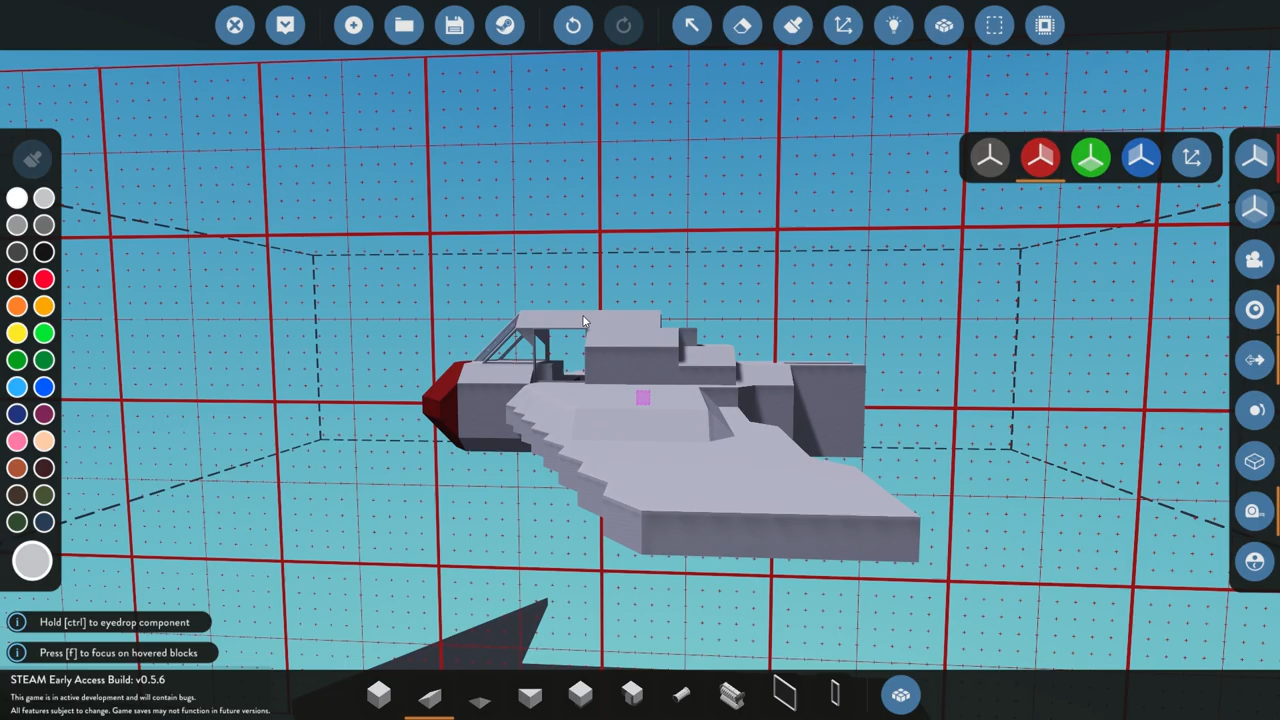 Hold [ctrl] to eyedrop component
Press [f] to focus on hovered blocks
STEAM Early Access Build: v0.5.6
This game is in active development and will contain bugs.
All features subject to change. Game saves may not function in future versions.